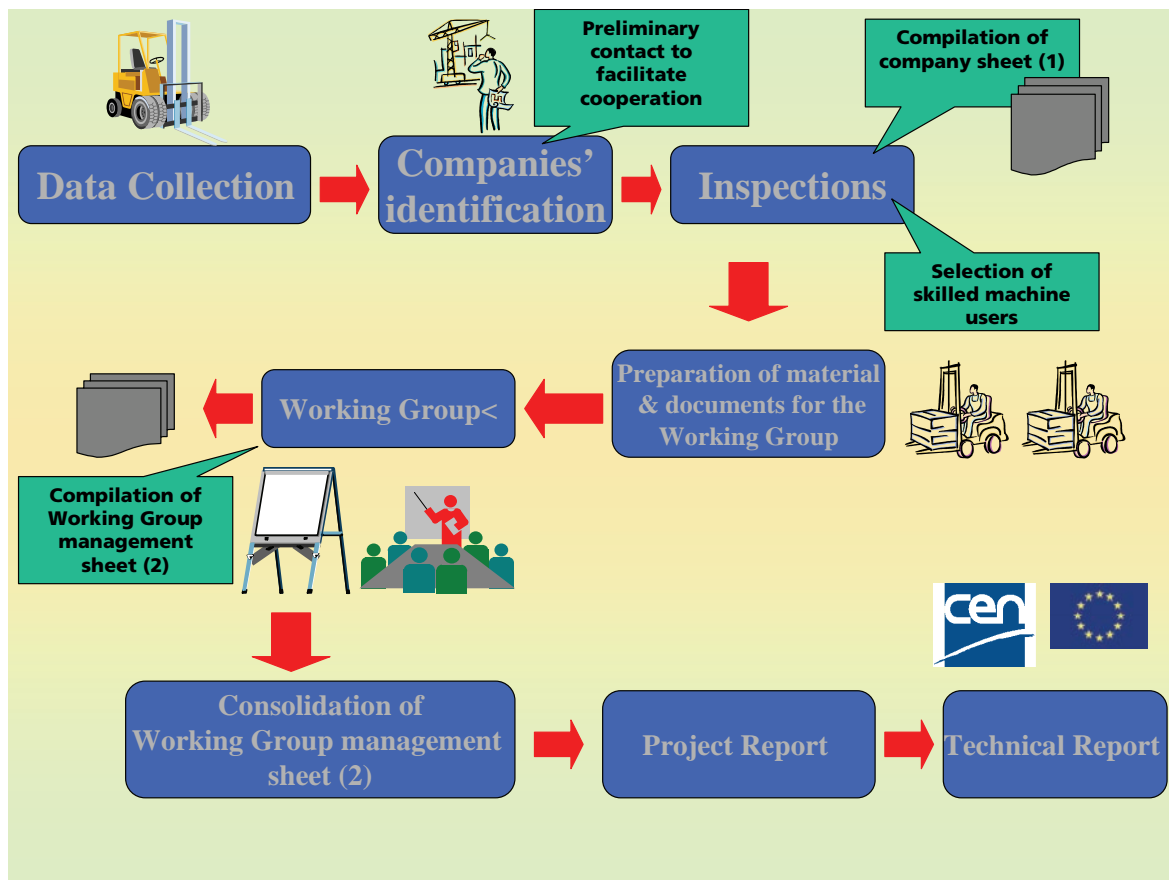 Preliminary
contact to
facilitate
cooperation
Compilation of
company sheet (1)
Data Collection
Companies’
identification
Inspections
Selection of
skilled machine
users
Preparation of material
& documents for the
Working Group
Working Group<
Compilation of
Working Group
management
sheet (2)
cen
Consolidation of
Working Group management
sheet (2)
Project Report
Technical Report